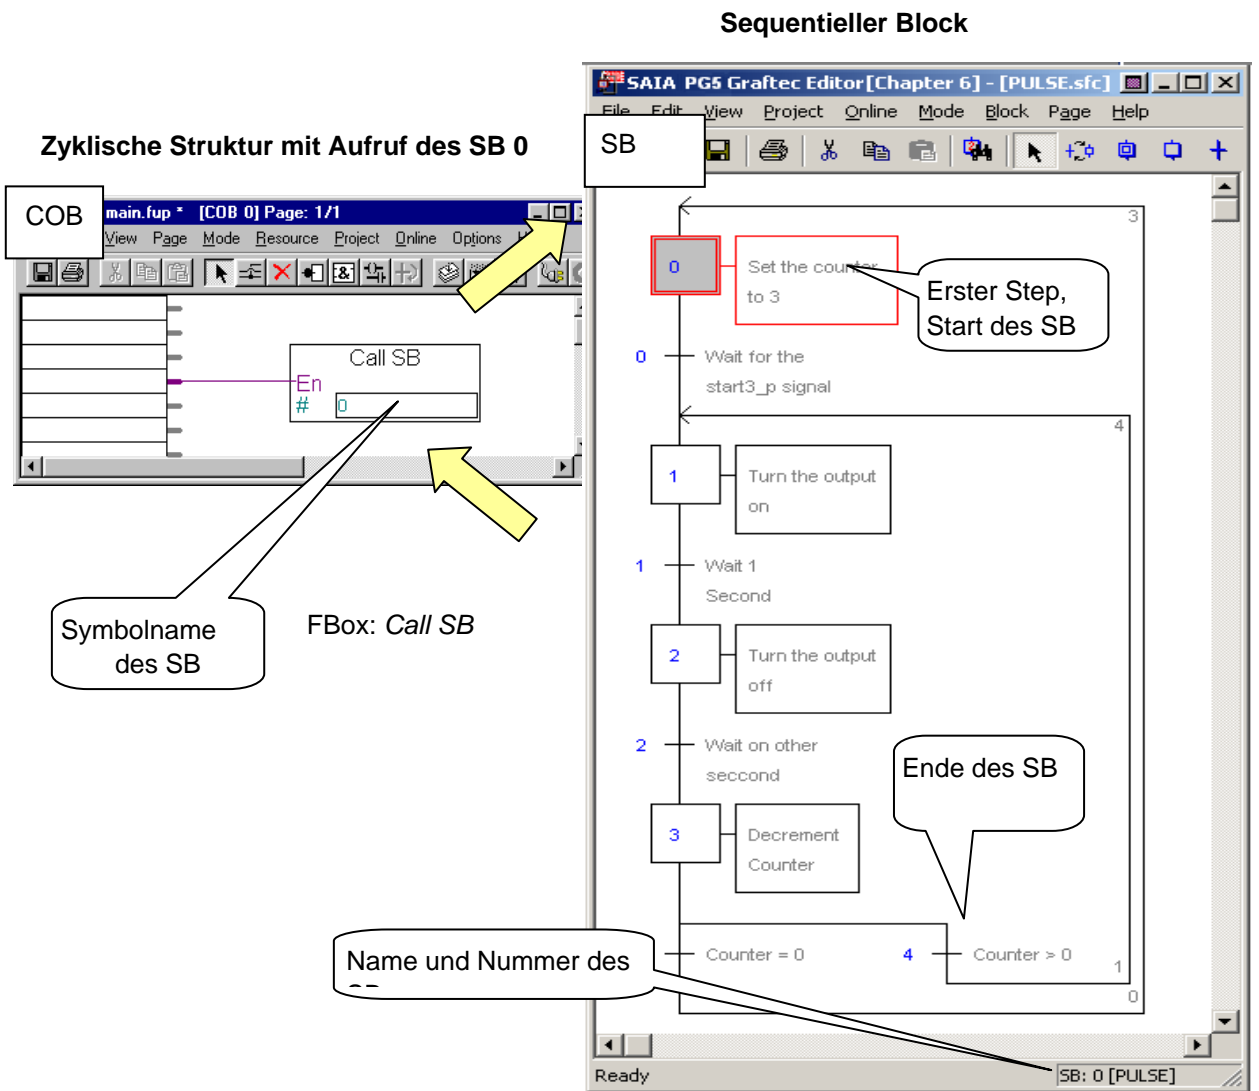 Sequentieller Block
Zyklische Struktur mit Aufruf des SB 0
COB
main.fup * [COB 0] Page: 1/1
View Page Mode Resource Project Online Options
Call SB
En
# 0
Symbolname
des SB
FBox: Call SB
SAIA PG5 Graftec Editor[Chapter 6] - [PULSE.sfc]
File Edit View Project Online Mode Block Page Help
SB
3
0 Set the counter
to 3
Erster Step,
Start des SB
0 Wait for the
start3_p signal
4
1 Turn the output
on
1 Wait 1
Second
2 Turn the output
off
2 Wait on other
seccond
Ende des SB
3 Decrement
Counter
Name und Nummer des
Counter = 0 4 Counter > 0
1
0
Ready SB: 0 [PULSE]